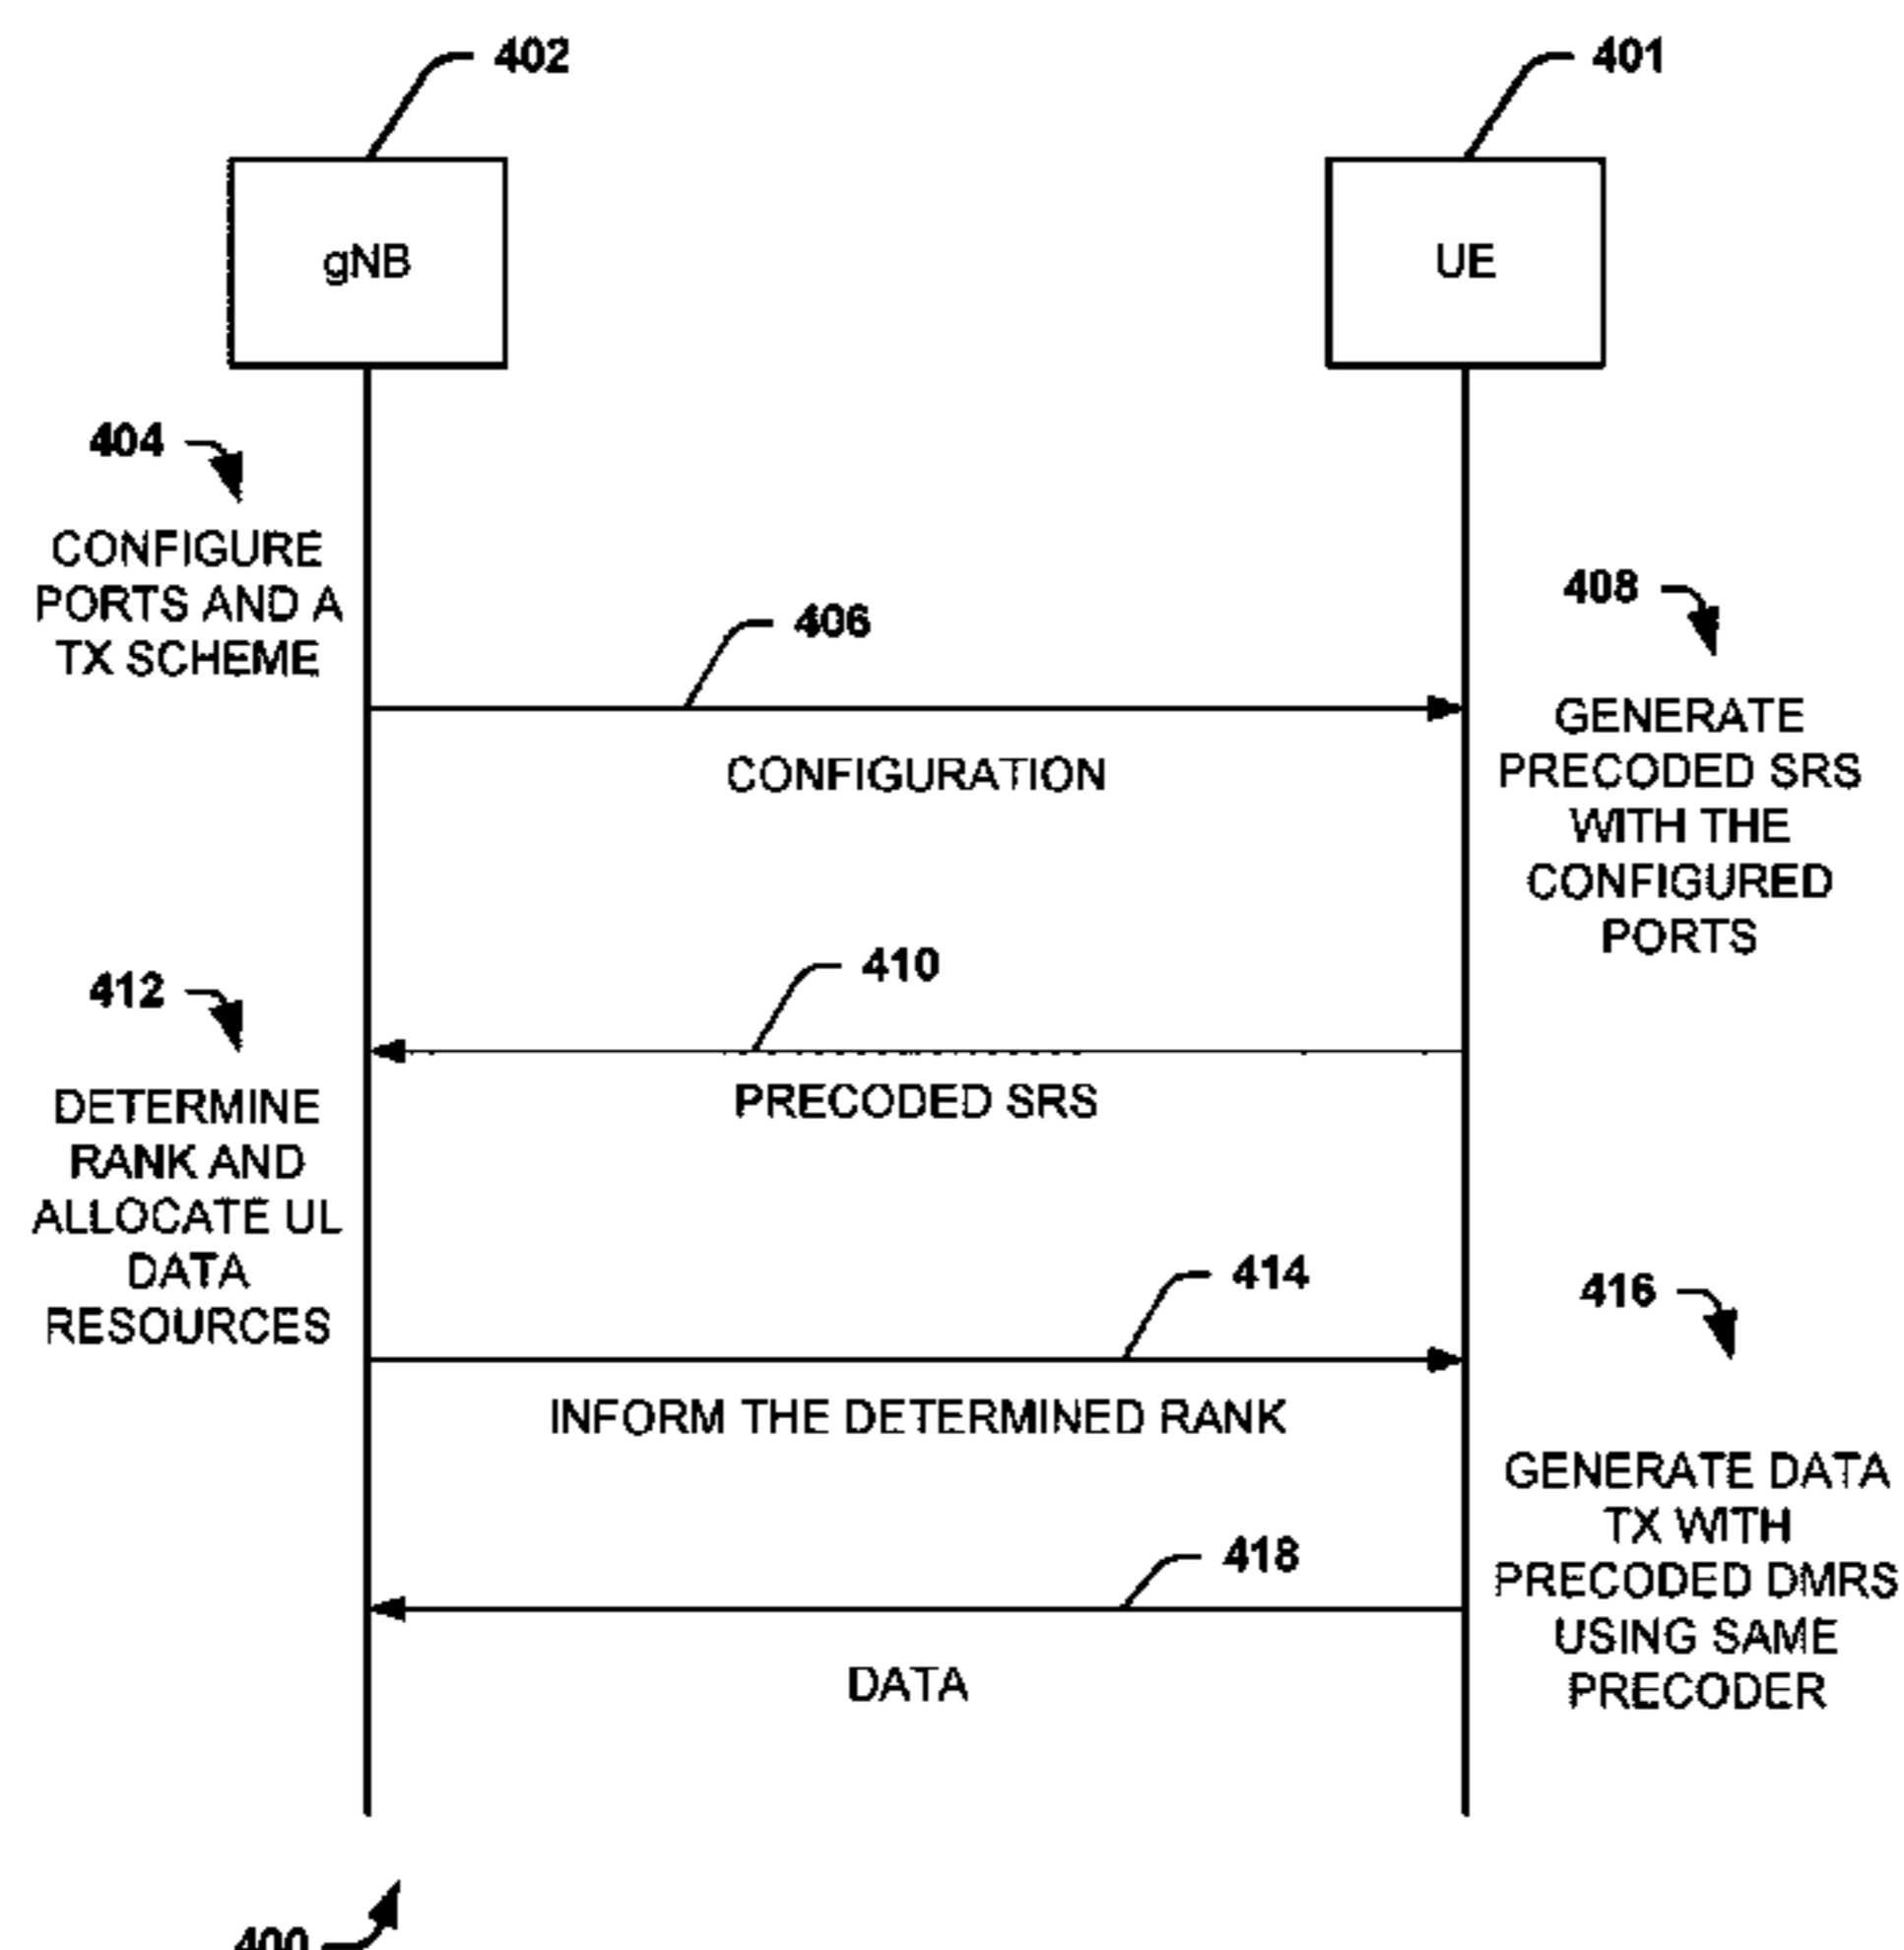 402
401
gNB
UE
404
CONFIGURE
PORTS AND A
TX SCHEME
406
CONFIGURATION
408
GENERATE
PRECODED SRS
WITH THE
CONFIGURED
PORTS
410
PRECODED SRS
412
DETERMINE
RANK AND
ALLOCATE UL
DATA
RESOURCES
414
INFORM THE DETERMINED RANK
416
GENERATE DATA
TX WITH
PRECODED DMRS
USING SAME
PRECODER
418
DATA
400